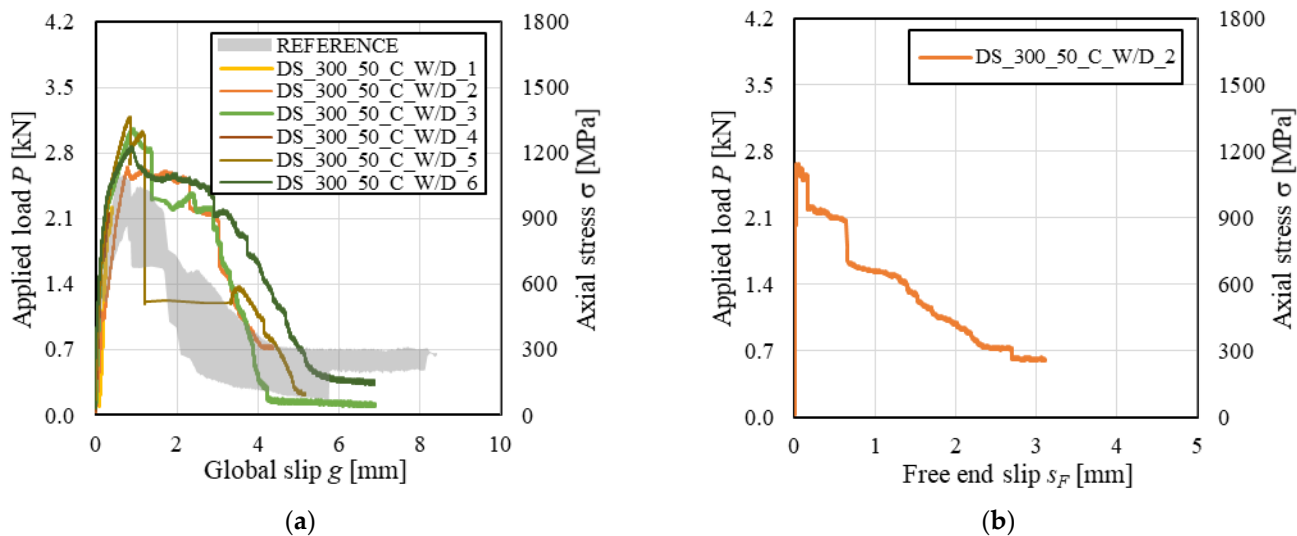 4.2
3.5
2.8
2.1
1.4
0.7
0.0
Applied load P [kN]
REFERENCE
DS_300_50_C_W/D_1
DS_300_50_C_W/D_2
DS_300_50_C_W/D_3
DS_300_50_C_W/D_4
DS_300_50_C_W/D_5
DS_300_50_C_W/D_6
1800
1500
1200
900
600
300
0
Axial stress σ [MPa]
0 2 4 6 8 10
Global slip g [mm]
(a)
4.2
3.5
2.8
2.1
1.4
0.7
0.0
Applied load P [kN]
DS_300_50_C_W/D_2
1800
1500
1200
900
600
300
0
Axial stress σ [MPa]
0 1 2 3 4 5
Free end slip sF [mm]
(b)